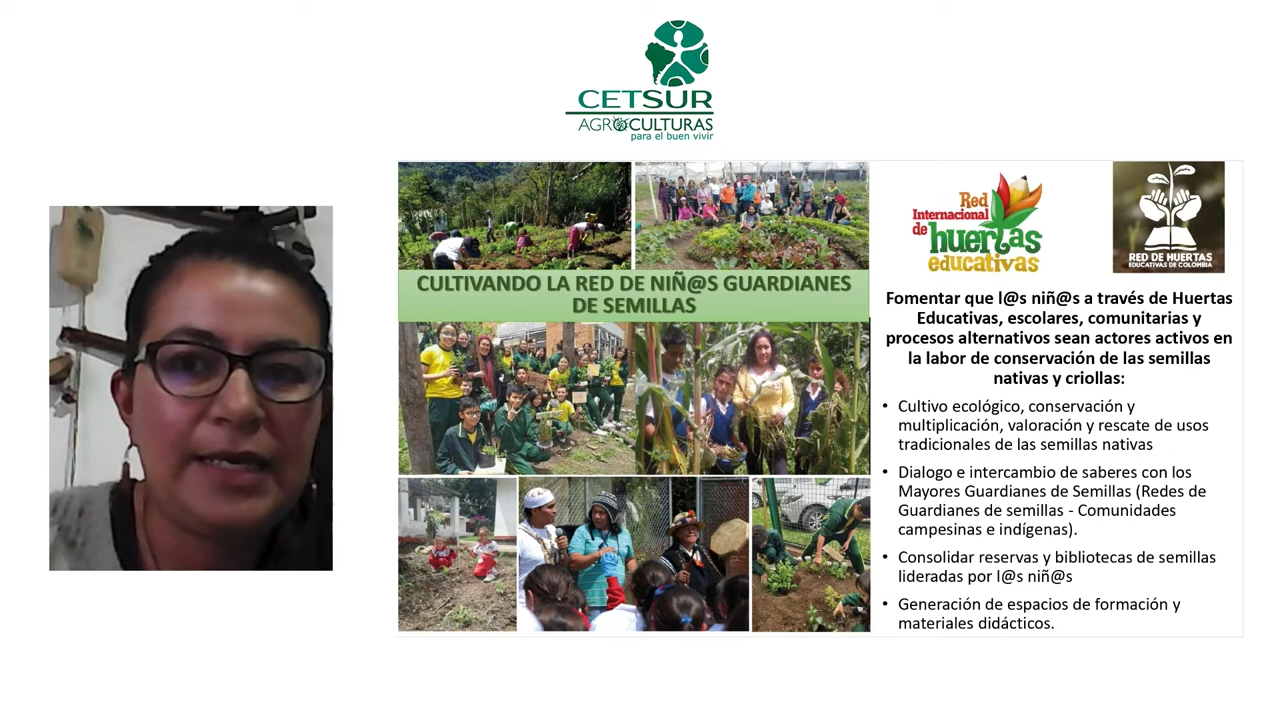 CETSUR
AGROCULTURAS
para el buen vivir
CULTIVANDO LA RED DE NIÑ@S GUARDIANES
DE SEMILLAS
Red
Internacional
de huertas
educativas
RED DE HUERTAS
EDUCATIVAS DE COLOMBIA
Fomentar que l@s niñ@s a través de Huertas
Educativas, escolares, comunitarias y
procesos alternativos sean actores activos en
la labor de conservación de las semillas
nativas y criollas:
• Cultivo ecológico, conservación y
multiplicación, valoración y rescate de usos
tradicionales de las semillas nativas
• Dialogo e intercambio de saberes con los
Mayores Guardianes de Semillas (Redes de
Guardianes de semillas - Comunidades
campesinas e indígenas).
• Consolidar reservas y bibliotecas de semillas
lideradas por l@s niñ@s
• Generación de espacios de formación y
materiales didácticos.